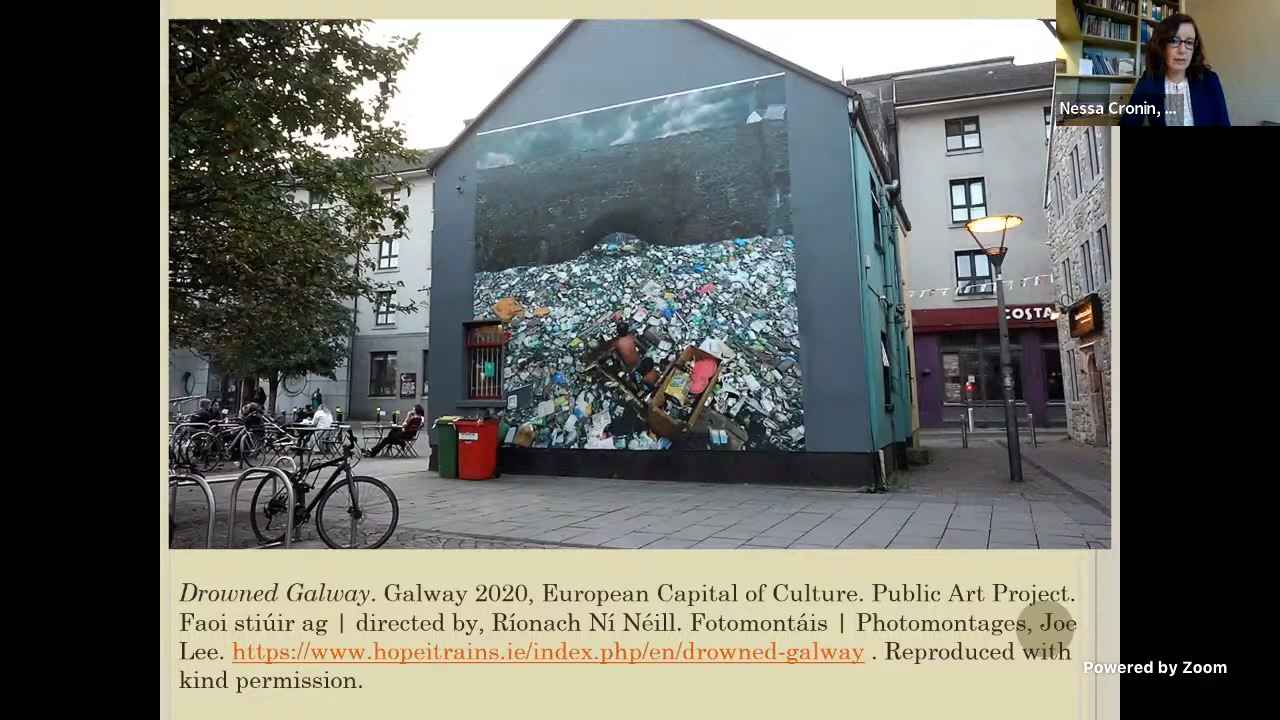 Nessa Cronin, ...
COSTA
Drowned Galway. Galway 2020, European Capital of Culture. Public Art Project.
Faoi stiúir ag | directed by, Ríonach Ní Néill. Fotomontáis | Photomontages, Joe
Lee. https://www.hopeitrains.ie/index.php/en/drowned-galway . Reproduced with
kind permission.
Powered by Zoom